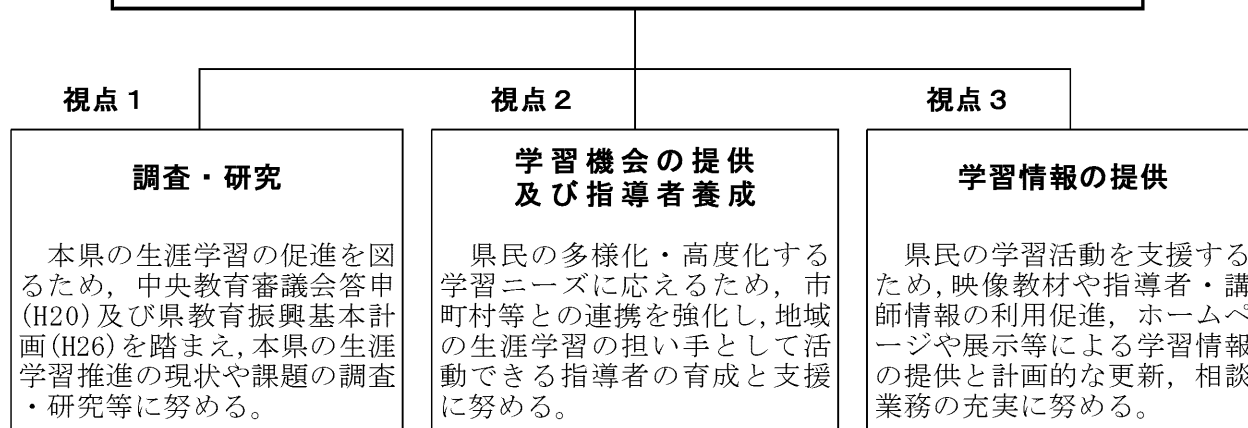 視点１
調査・研究
　本県の生涯学習の促進を図
るため，中央教育審議会答申
(H20)及び県教育振興基本計
画(H26)を踏まえ,本県の生涯
学習推進の現状や課題の調査
・研究等に努める。
視点２
学習機会の提供
及び指導者養成
　県民の多様化・高度化する
学習ニーズに応えるため，市
町村等との連携を強化し,地域
の生涯学習の担い手として活
動できる指導者の育成と支援
に努める。
視点３
学習情報の提供
　県民の学習活動を支援する
ため,映像教材や指導者・講
師情報の利用促進，ホームペ
ージや展示等による学習情報
の提供と計画的な更新，相談
業務の充実に努める。